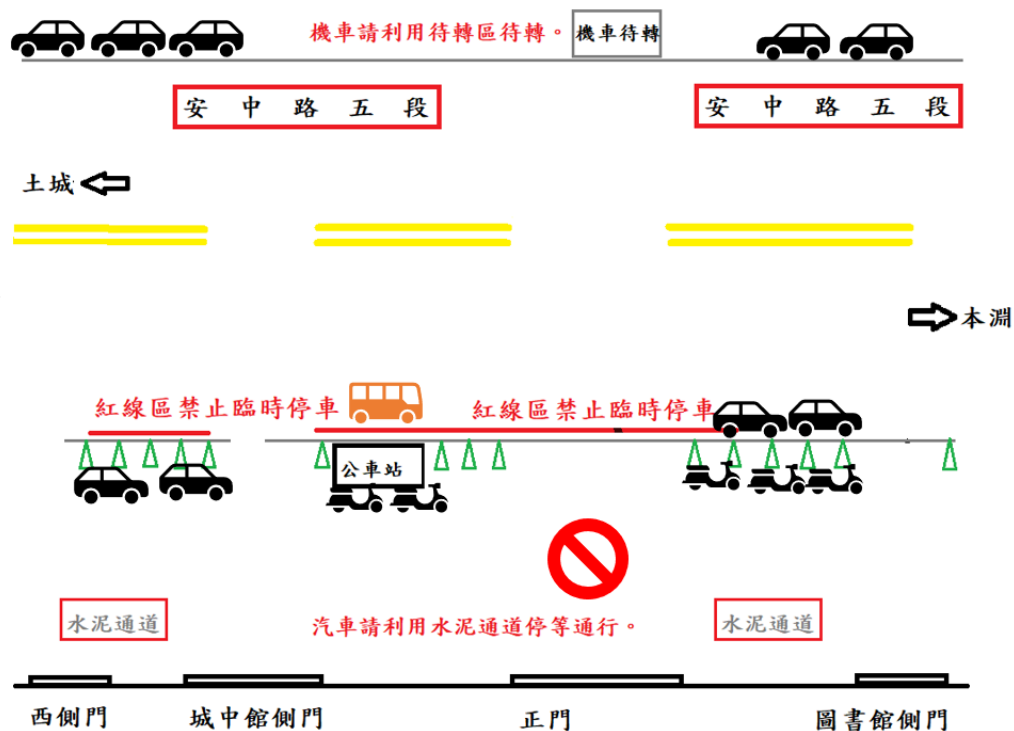 機車請利用待轉區待轉。 機車待轉
安中路五段 安中路五段
土城
本淵
紅線區禁止臨時停車 紅線區禁止臨時停車
公車站
水泥通道 汽車請利用水泥通道停等通行。 水泥通道
西側門 城中館側門 正門 圖書館側門